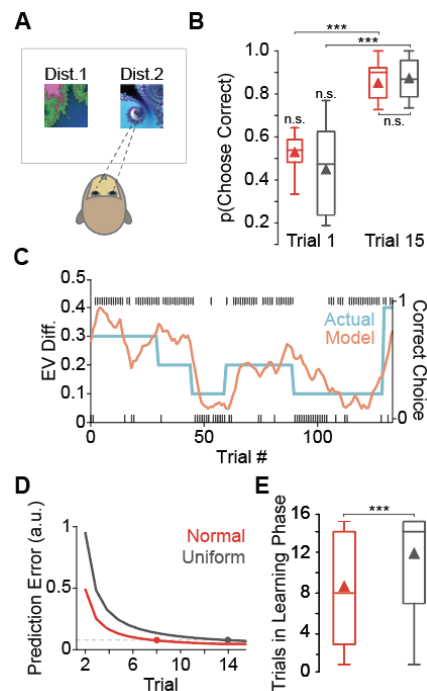 A
Dist.1 Dist.2
B
***
***
n.s.
n.s.
n.s.
p(Choose Correct)
1.0
0.8
0.6
0.4
0.2
Trial 1 Trial 15
C
EV Diff.
0.5
0.4
0.3
0.2
0.1
0
Actual
Model
1
0
Correct Choice
0 50 100
Trial #
D
Prediction Error (a.u.)
1
0.5
0
Normal
Uniform
2 6 10 14
Trial
E
***
Trials in Learning Phase
16
12
8
4
0